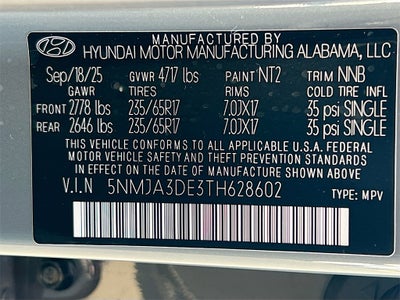 MANUFACTURED BY
HYUNDAI MOTOR MANUFACTURING ALABAMA, LLC
Sep/18/25 GVWR 4717 lbs PAINT NT2 TRIM NNB
GAWR TIRES RIMS COLD TIRE INFL
FRONT 2778 lbs 235/65R17 7.0JX17 35 psi SINGLE
REAR 2646 lbs 235/65R17 7.0JX17 35 psi SINGLE
THIS VEHICLE CONFORMS TO ALL APPLICABLE U.S.A. FEDERAL
MOTOR VEHICLE SAFETY AND THEFT PREVENTION STANDARDS
IN EFFECT ON THE DATE OF MANUFACTURE SHOWN ABOVE.
V.I.N 5NMJA3DE3TH628602 TYPE: MPV